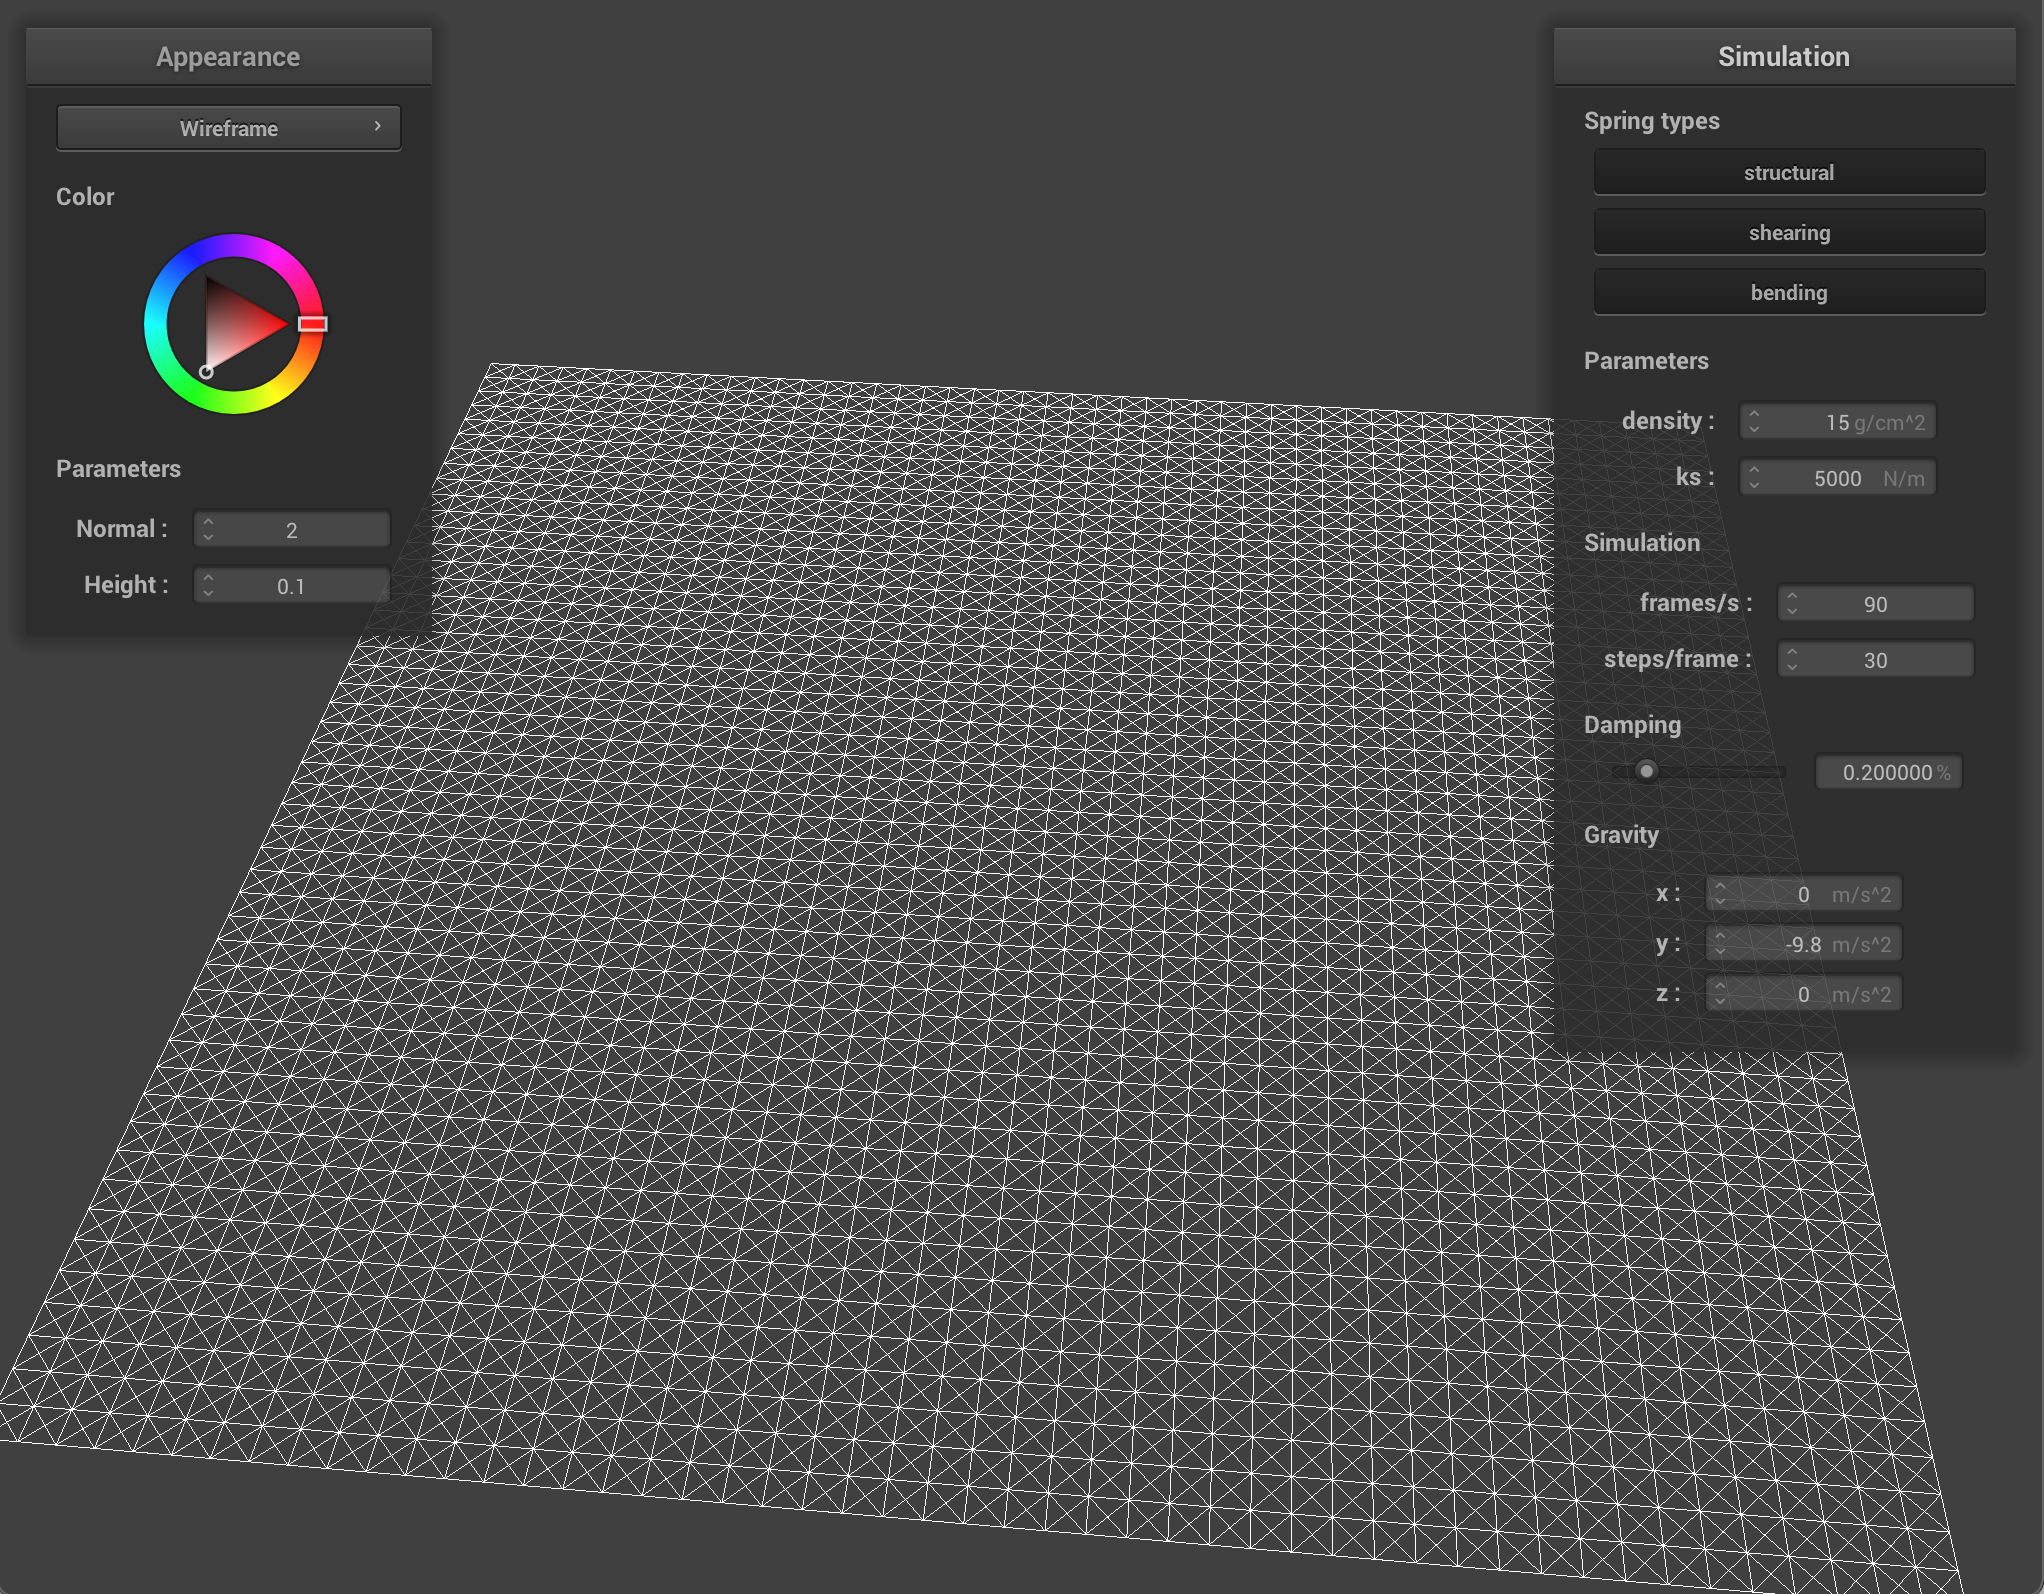 Appearance
Wireframe
Color
Parameters
Normal : 2
Height : 0.1
Simulation
Spring types
structural
shearing
bending
Parameters
density : 15 g/cm^2
ks : 5000 N/m
Simulation
frames/s : 90
steps/frame : 30
Damping
0.200000 %
Gravity
x : 0 m/s^2
y : -9.8 m/s^2
z : 0 m/s^2